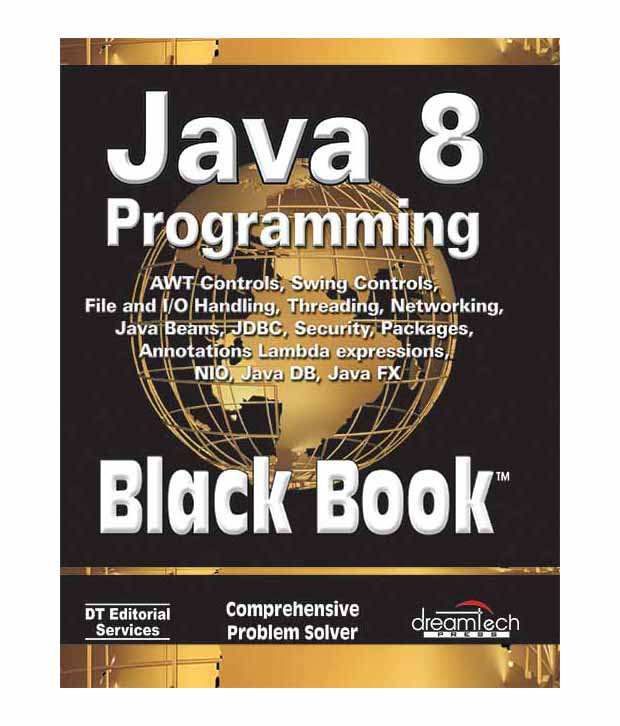 Java 8
Programming
AWT Controls, Swing Controls,
File and I/O Handling, Threading, Networking,
Java Beans, JDBC, Security, Packages,
Annotations Lambda expressions,
NIO, Java DB, Java FX
Black Book™
DT Editorial
Services
Comprehensive
Problem Solver
dreamtech
PRESS